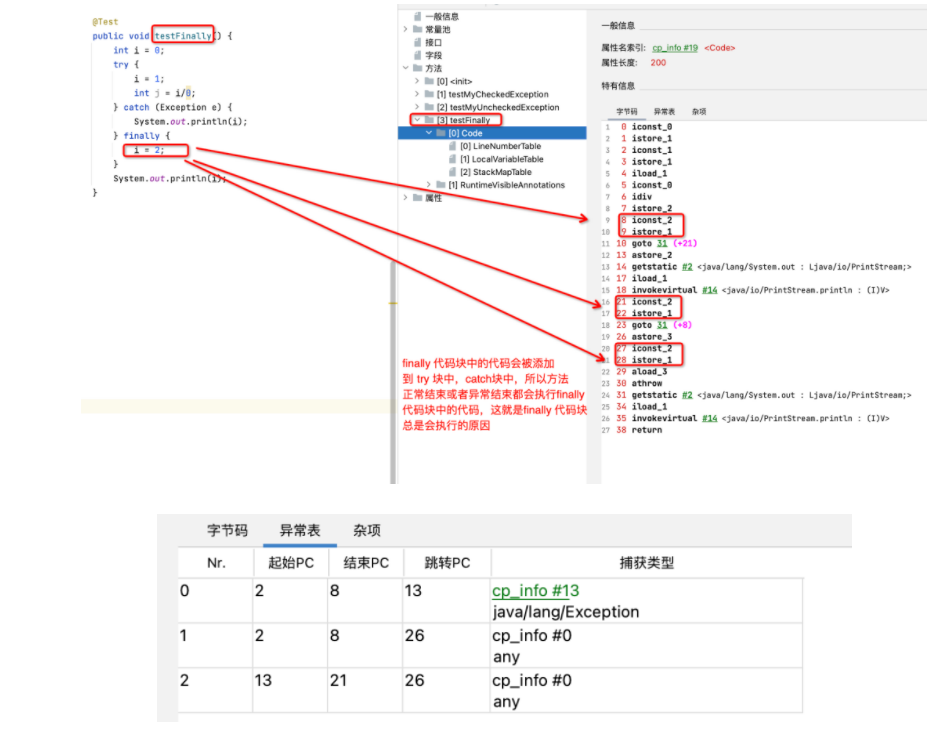 @Test
public void testFinally() {
int i = 0;
try {
i = 1;
int j = i/0;
} catch (Exception e) {
System.out.println(i);
} finally {
i = 2;
}
System.out.println(i);
}
一般信息
常量池
接口
字段
方法
[0] <init>
[1] testMyCheckedException
[2] testMyUncheckedException
[3] testFinally
[0] Code
[0] LineNumberTable
[1] LocalVariableTable
[2] StackMapTable
[1] RuntimeVisibleAnnotations
属性
finally 代码块中的代码会被添加
到 try 块中，catch块中，所以方法
正常结束或者异常结束都会执行finally
代码块中的代码，这就是finally 代码块
总是会执行的原因
一般信息
属性名索引: cp_info #19 <Code>
属性长度: 200
特有信息
字节码 异常表 杂项
1 0 iconst_0
2 1 istore_1
3 2 iconst_1
4 3 istore_1
5 4 iload_1
6 5 iconst_0
7 6 idiv
8 7 istore_2
9 8 iconst_2
10 9 istore_1
11 10 goto 31 (+21)
12 13 astore_2
13 14 getstatic #2 <java/lang/System.out : Ljava/io/PrintStream;>
14 17 iload_1
15 18 invokevirtual #14 <java/io/PrintStream.println : (I)V>
16 21 iconst_2
17 22 istore_1
18 23 goto 31 (+8)
19 26 astore_3
20 27 iconst_2
21 28 istore_1
22 29 aload_3
23 30 athrow
24 31 getstatic #2 <java/lang/System.out : Ljava/io/PrintStream;>
25 34 iload_1
26 35 invokevirtual #14 <java/io/PrintStream.println : (I)V>
27 38 return
字节码 异常表 杂项
Nr. 起始PC 结束PC 跳转PC 捕获类型
0 2 8 13 cp_info #13
java/lang/Exception
1 2 8 26 cp_info #0
any
2 13 21 26 cp_info #0
any